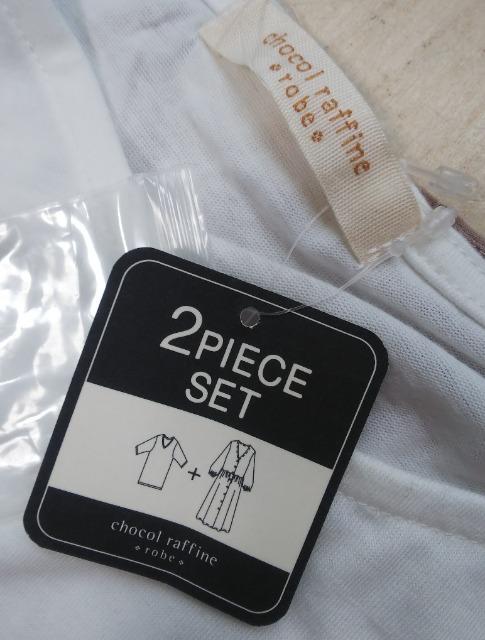 chocol raffine
❖robe❖
2PIECE
SET
+
chocol raffine
❖robe❖